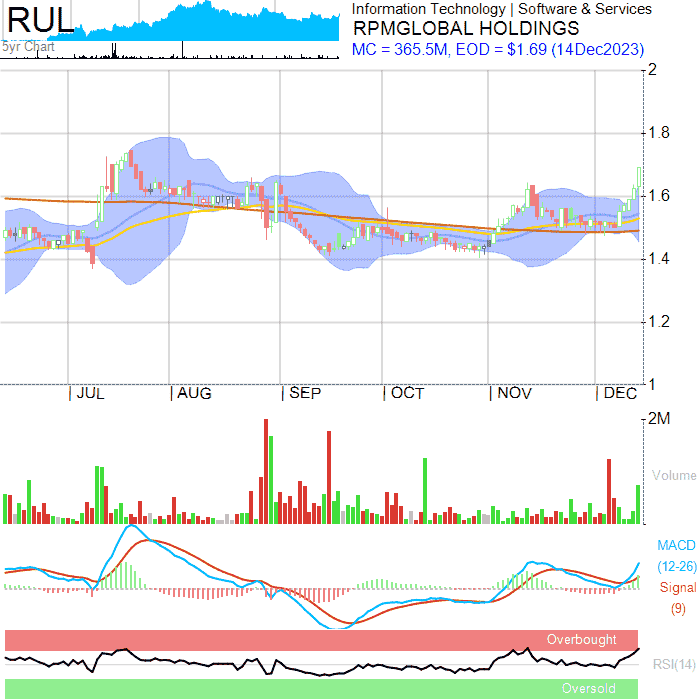 RUL
5yr Chart
Information Technology | Software & Services
RPMGLOBAL HOLDINGS
MC = 365.5M, EOD = $1.69 (14Dec2023)
2
1.8
1.6
1.4
1.2
1
JUL
AUG
SEP
OCT
NOV
DEC
2M
Volume
MACD
(12-26)
Signal
(9)
Overbought
RSI(14)
Oversold